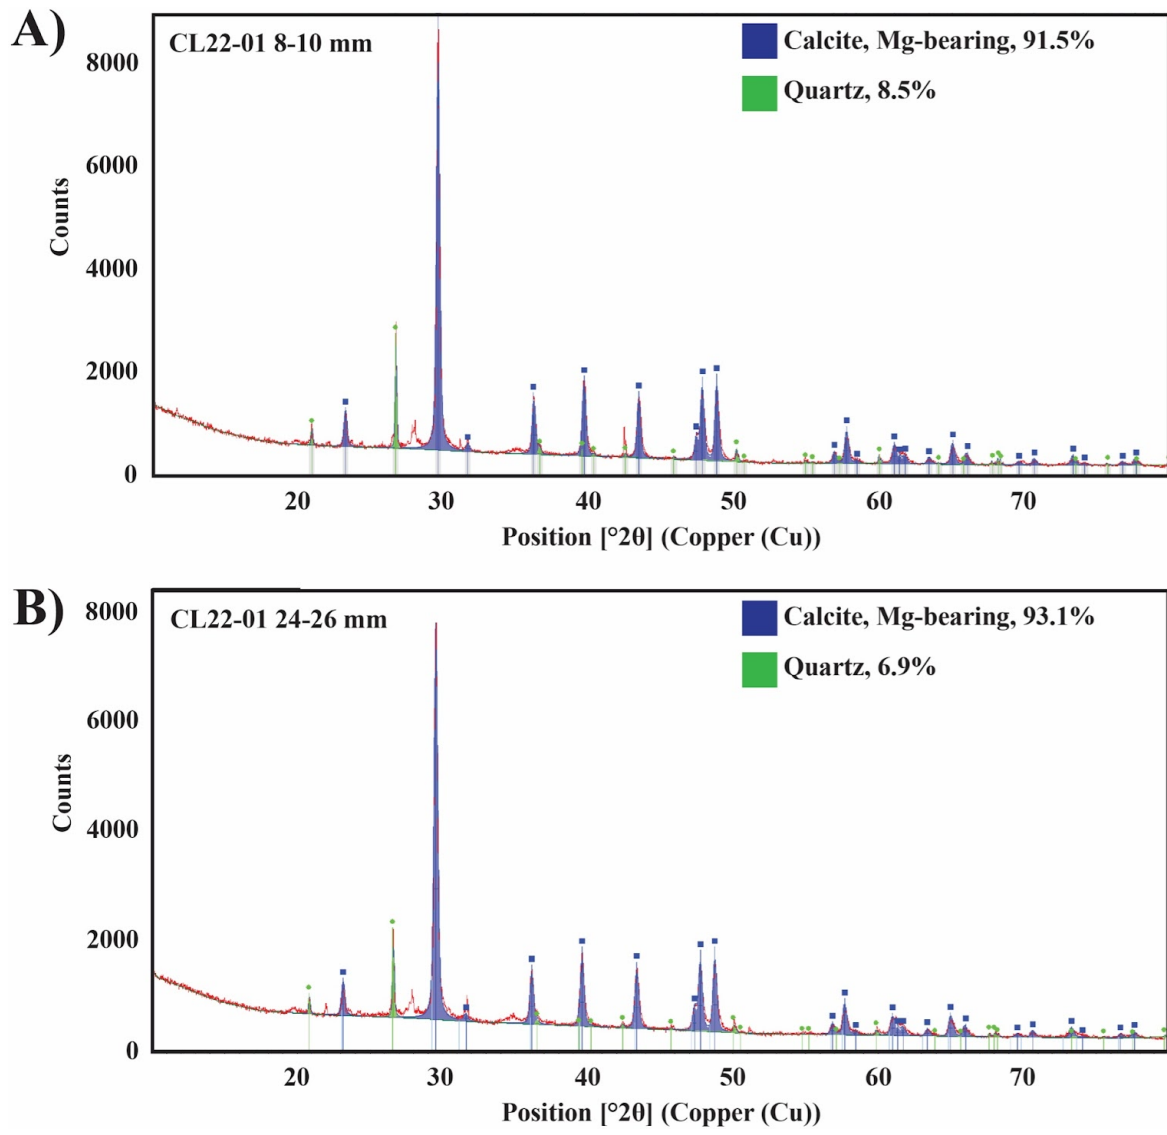 A)
CL22-01 8-10 mm
Calcite, Mg-bearing, 91.5%
Quartz, 8.5%
8000
6000
4000
2000
0
Counts
20 30 40 50 60 70
Position [°2θ] (Copper (Cu))
B)
CL22-01 24-26 mm
Calcite, Mg-bearing, 93.1%
Quartz, 6.9%
8000
6000
4000
2000
0
Counts
20 30 40 50 60 70
Position [°2θ] (Copper (Cu))